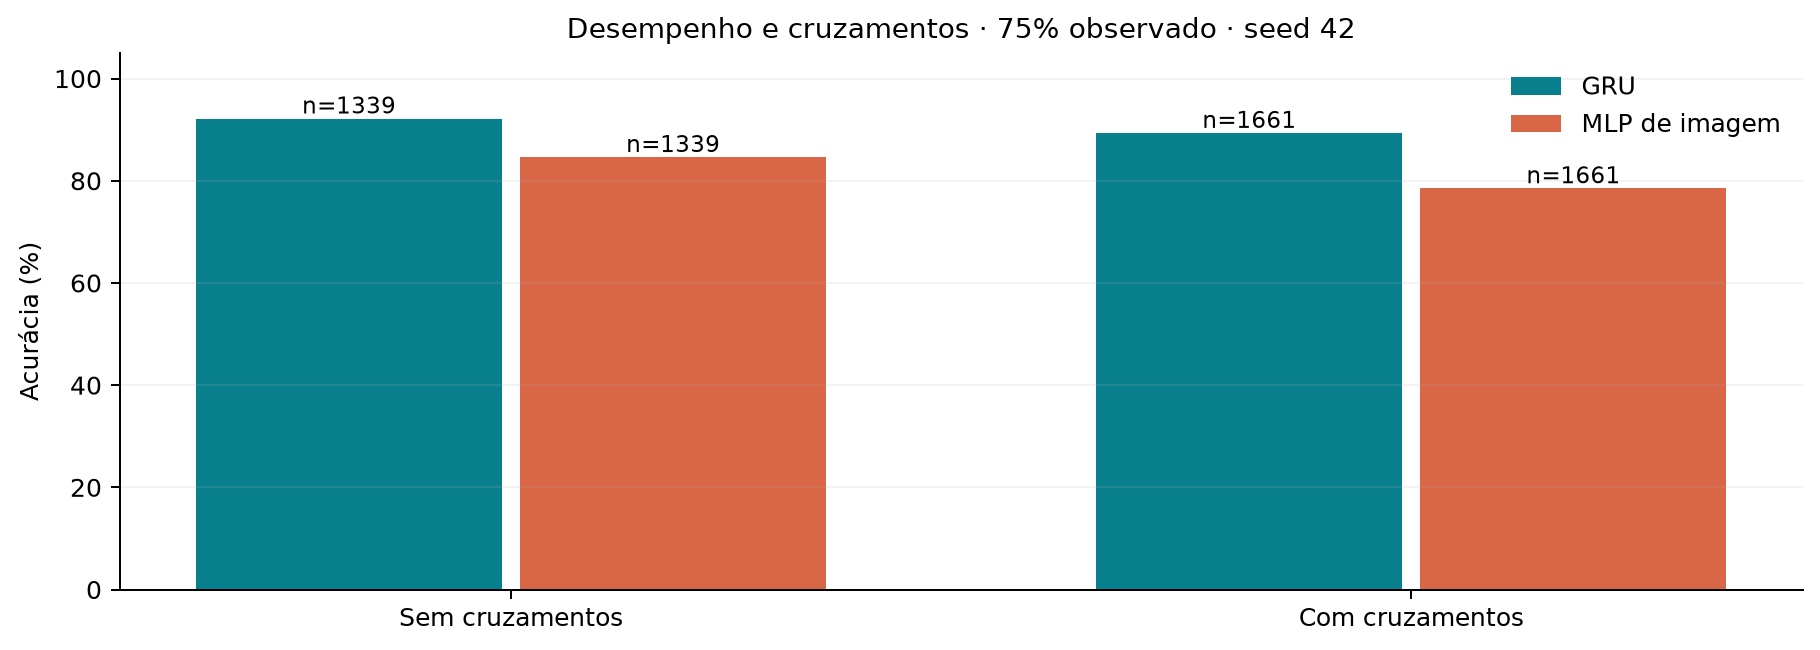 Desempenho e cruzamentos · 75% observado · seed 42
100
80
60
40
20
0
Acurácia (%)
n=1339
n=1339
n=1661
n=1661
GRU
MLP de imagem
Sem cruzamentos
Com cruzamentos